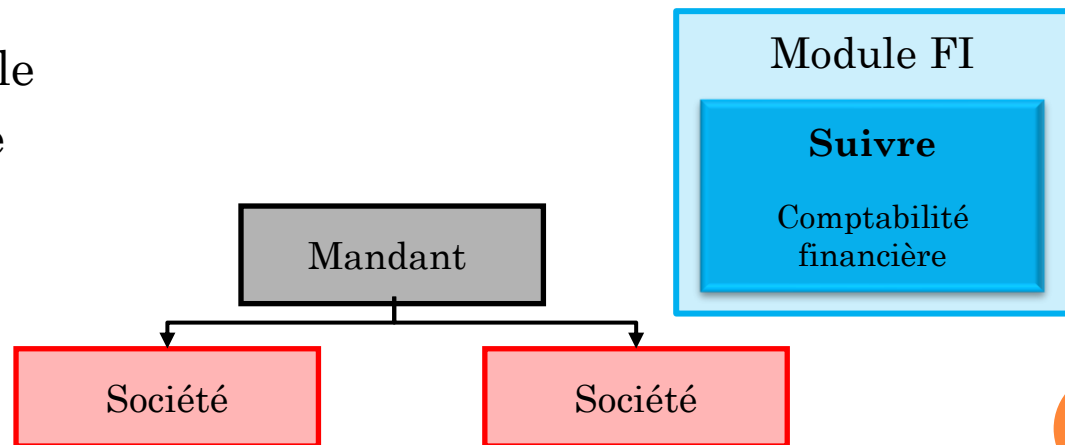 le
e
Module FI
Suivre
Comptabilité
financière
Mandant
Société
Société